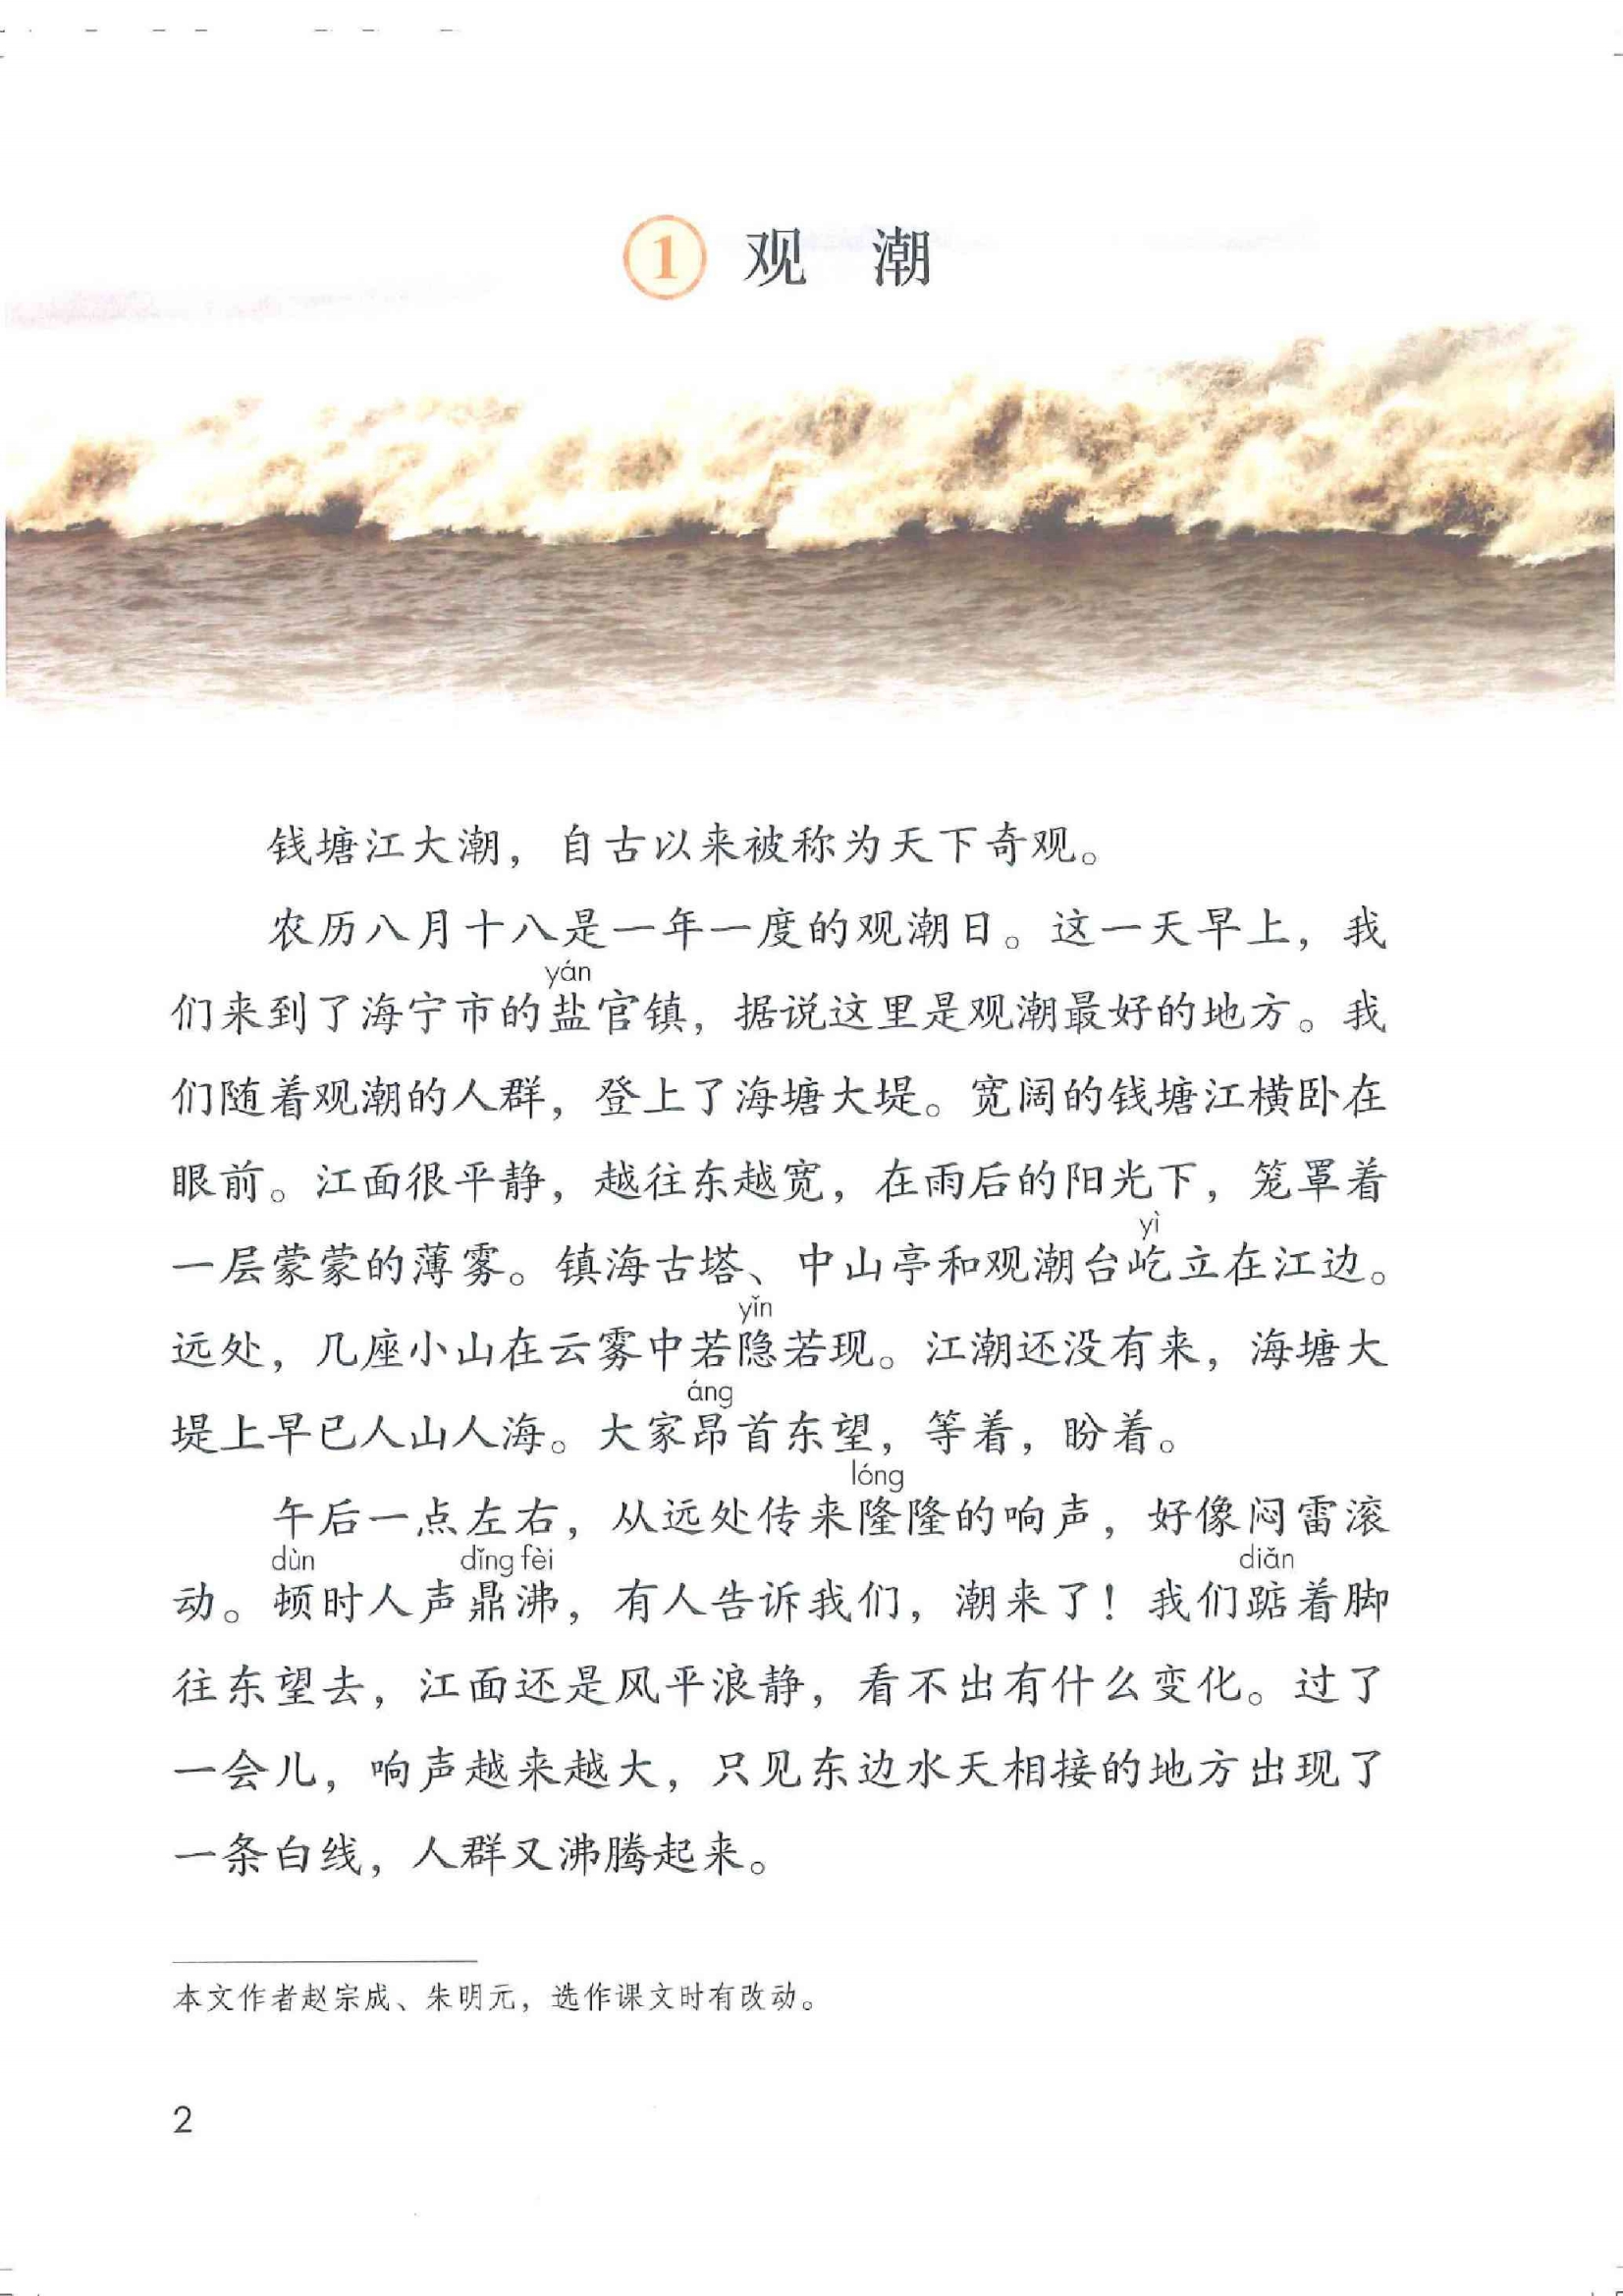 1 观 潮
钱塘江大潮，自古以来被称为天下奇观。
农历八月十八是一年一度的观潮日。这一天早上，我
yán
们来到了海宁市的盐官镇，据说这里是观潮最好的地方。我
们随着观潮的人群，登上了海塘大堤。宽阔的钱塘江横卧在
眼前。江面很平静，越往东越宽，在雨后的阳光下，笼罩着
yì
一层蒙蒙的薄雾。镇海古塔、中山亭和观潮台屹立在江边。
yǐn
远处，几座小山在云雾中若隐若现。江潮还没有来，海塘大
áng
堤上早已人山人海。大家昂首东望，等着，盼着。
lóng
午后一点左右，从远处传来隆隆的响声，好像闷雷滚
dùn dǐng fèi diǎn
动。顿时人声鼎沸，有人告诉我们，潮来了！我们踮着脚
往东望去，江面还是风平浪静，看不出有什么变化。过了
一会儿，响声越来越大，只见东边水天相接的地方出现了
一条白线，人群又沸腾起来。
本文作者赵宗成、朱明元，选作课文时有改动。
2